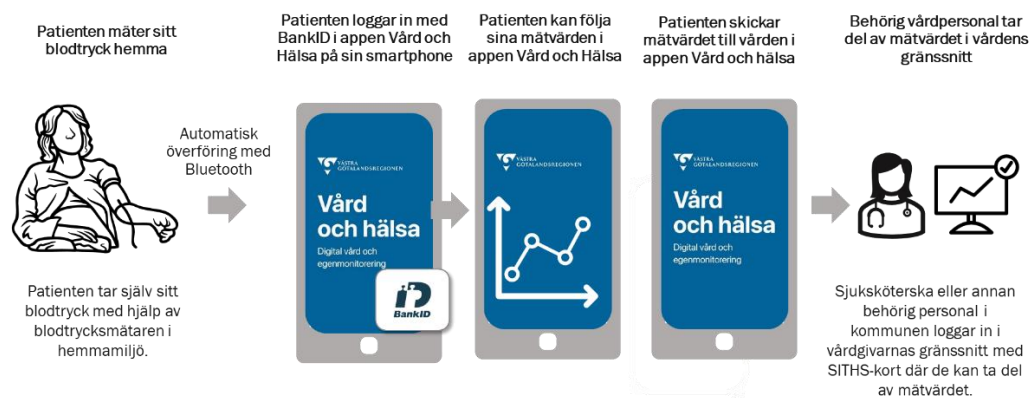 Patienten mäter sitt
blodtryck hemma
Patienten loggar in med
BankID i appen Vård och
Hälsa på sin smartphone
Patienten kan följa
sina mätvärden i
appen Vård och Hälsa
Patienten skickar
mätvärdet till vården i
appen Vård och hälsa
Behörig vårdpersonal tar
del av mätvärdet i vårdens
gränssnitt
Automatisk
överföring med
Bluetooth
VÄSTRA
GÖTALANDSREGIONEN
Vård
och hälsa
Digital vård och
egenmonitorering
BankID
VÄSTRA
GÖTALANDSREGIONEN
VÄSTRA
GÖTALANDSREGIONEN
Vård
och hälsa
Digital vård och
egenmonitorering
Patienten tar själv sitt
blodtryck med hjälp av
blodtrycksmätaren i
hemmamiljö.
Sjuksköterska eller annan
behörig personal i
kommunen loggar in i
vårdgivarnas gränssnitt med
SITHS-kort där de kan ta del
av mätvärdet.